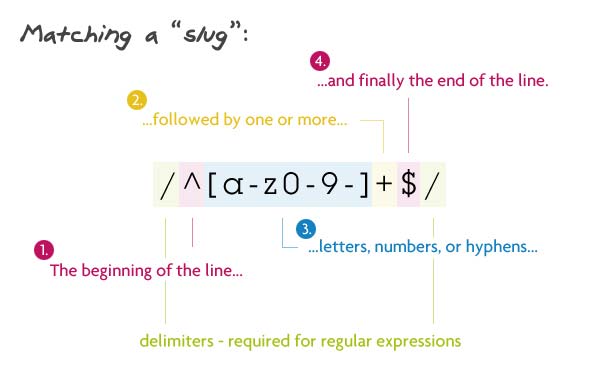 Matching a “slug”:
4.
...and finally the end of the line.
2.
...followed by one or more...
/^[a-z0-9-]+$/
3.
...letters, numbers, or hyphens...
1.
The beginning of the line...
delimiters - required for regular expressions